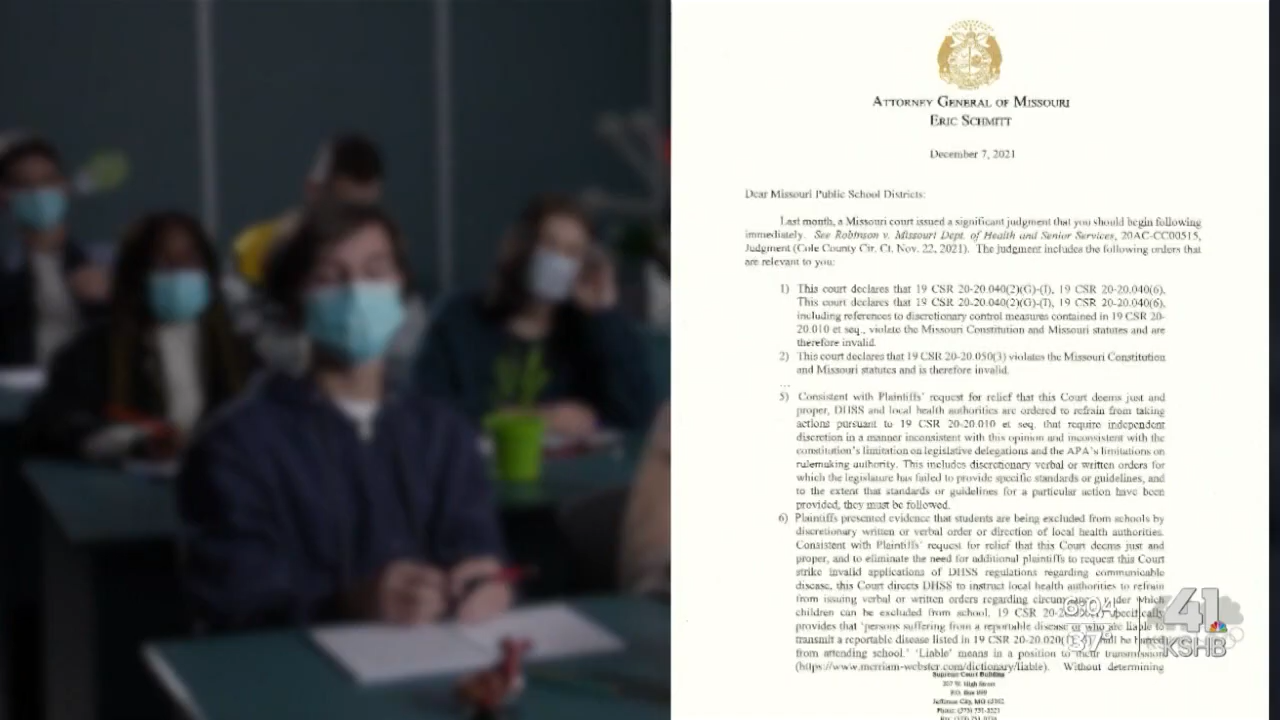 ATTORNEY GENERAL OF MISSOURI
ERIC SCHMITT
December 7, 2021
Dear Missouri Public School Districts:
Last month, a Missouri court issued a significant judgment that you should begin following
immediately. See Robinson v. Missouri Dept. of Health and Senior Services, 20AC-CC00515,
Judgment (Cole County Cir. Ct. Nov. 22, 2021). The judgment includes the following orders that
are relevant to you:
1) This court declares that 19 CSR 20-20.040(2)(G)-(I), 19 CSR 20-20.040(6),
This court declares that 19 CSR 20-20.040(2)(G)-(I), 19 CSR 20-20.040(6),
including references to discretionary control measures contained in 19 CSR 20-
20.010 et seq., violate the Missouri Constitution and Missouri statutes and are
therefore invalid.
2) This court declares that 19 CSR 20-20.050(3) violates the Missouri Constitution
and Missouri statutes and is therefore invalid.
...
5) Consistent with Plaintiffs' request for relief that this Court deems just and
proper, DHSS and local health authorities are ordered to refrain from taking
actions pursuant to 19 CSR 20-20.010 et seq. that require independent
discretion in a manner inconsistent with this opinion and inconsistent with the
constitution's limitation on legislative delegations and the APA's limitations on
rulemaking authority. This includes discretionary verbal or written orders for
which the legislature has failed to provide specific standards or guidelines, and
to the extent that standards or guidelines for a particular action have been
provided, they must be followed.
6) Plaintiffs presented evidence that students are being excluded from schools by
discretionary written or verbal order or direction of local health authorities.
Consistent with Plaintiffs' request for relief that this Court deems just and
proper, and to eliminate the need for additional plaintiffs to request this Court
strike invalid applications of DHSS regulations regarding communicable
disease, this Court directs DHSS to instruct local health authorities to refrain
from issuing verbal or written orders regarding which
children can be excluded from school. 19 CSR
provides that 'persons suffering from a reportable disease or who are liable to
transmit a reportable disease listed in 19 CSR 20-20.020( be
from attending school.' 'Liable' means in a position to their transmission
(https://www.merriam-webster.com/dictionary/liable). Without determining
Supreme Court Building
207 W. High Street
P.O. Box 899
Jefferson City, MO 65102
Phone: (573) 751-3321
6:04
37°
41
KSHB